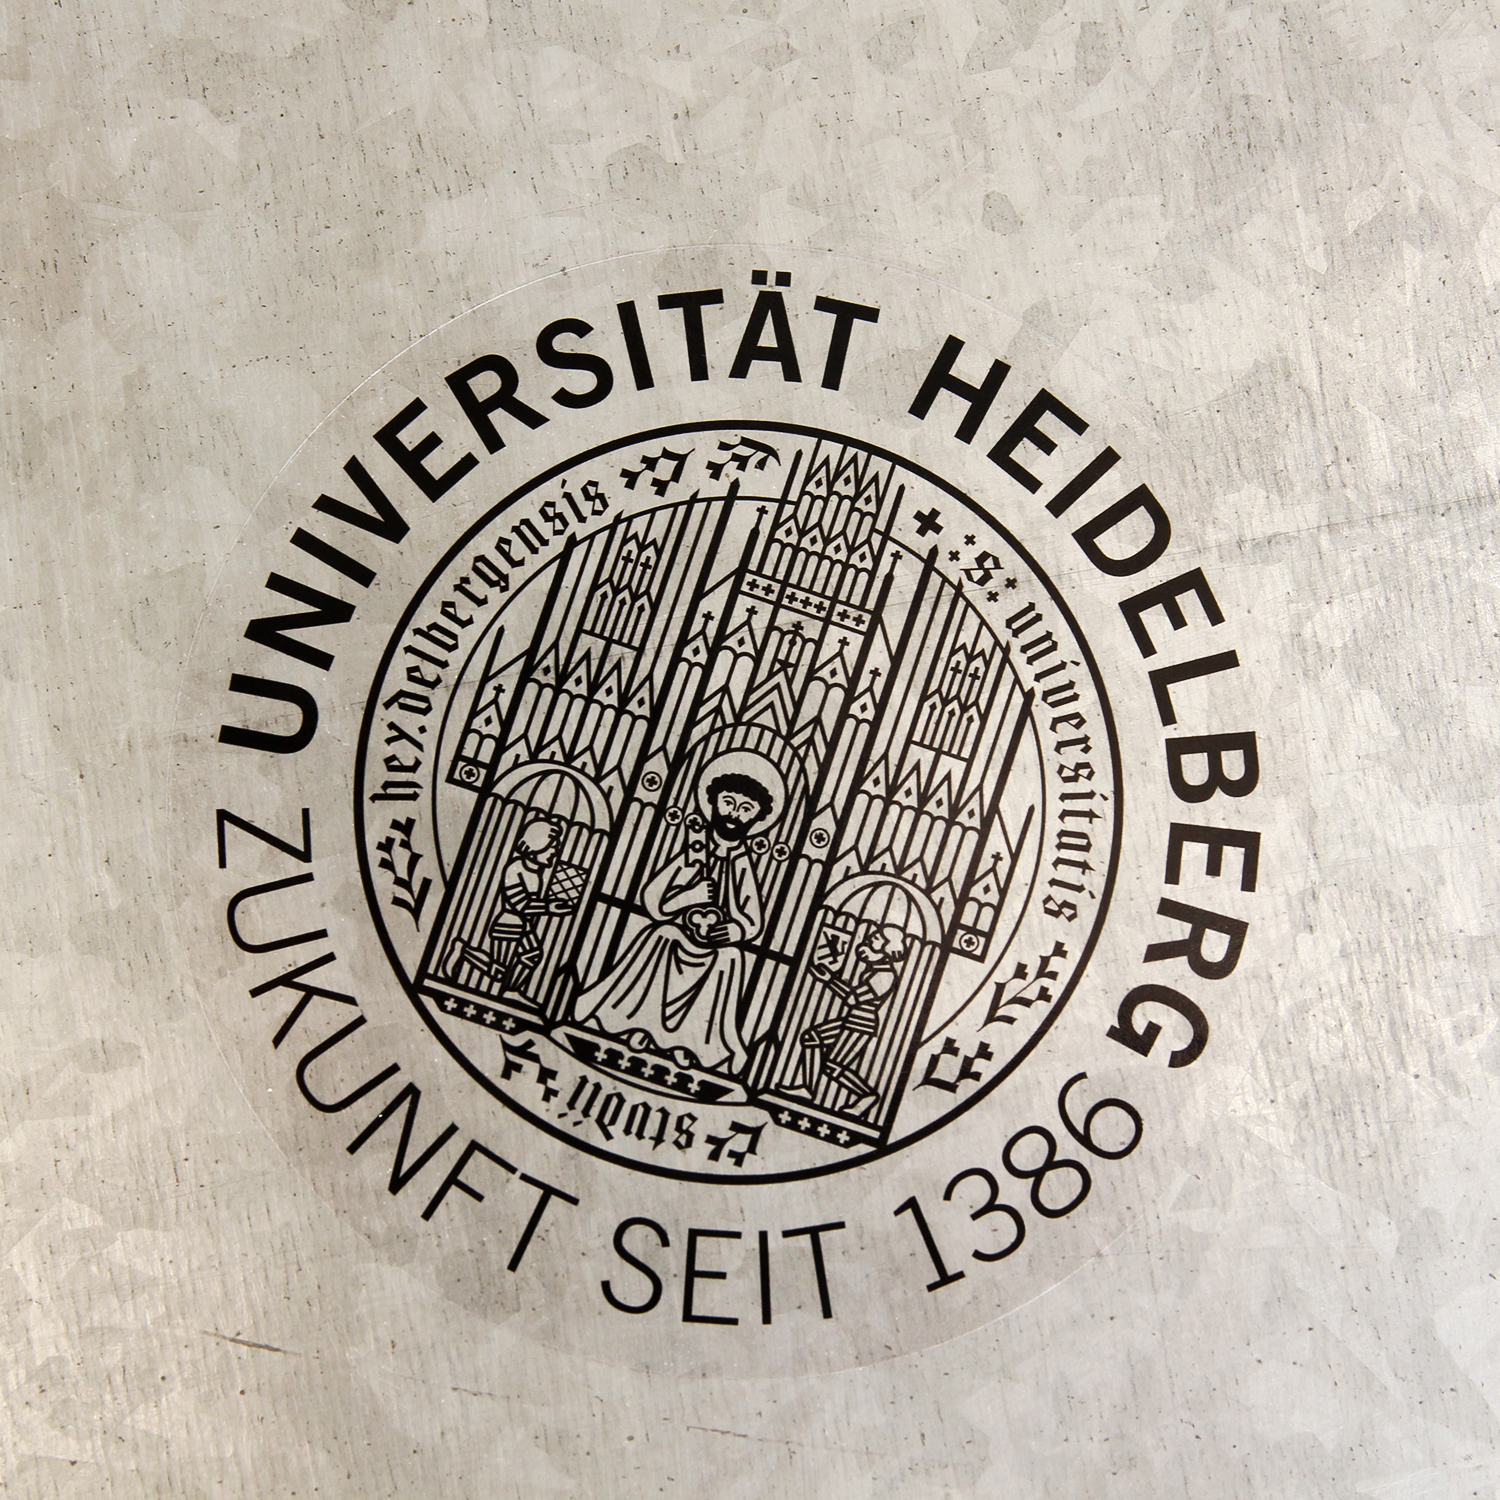 UNIVERSITÄT HEIDELBERG
ZUKUNFT SEIT 1386
s. universitatis
studii
heydelbergensis